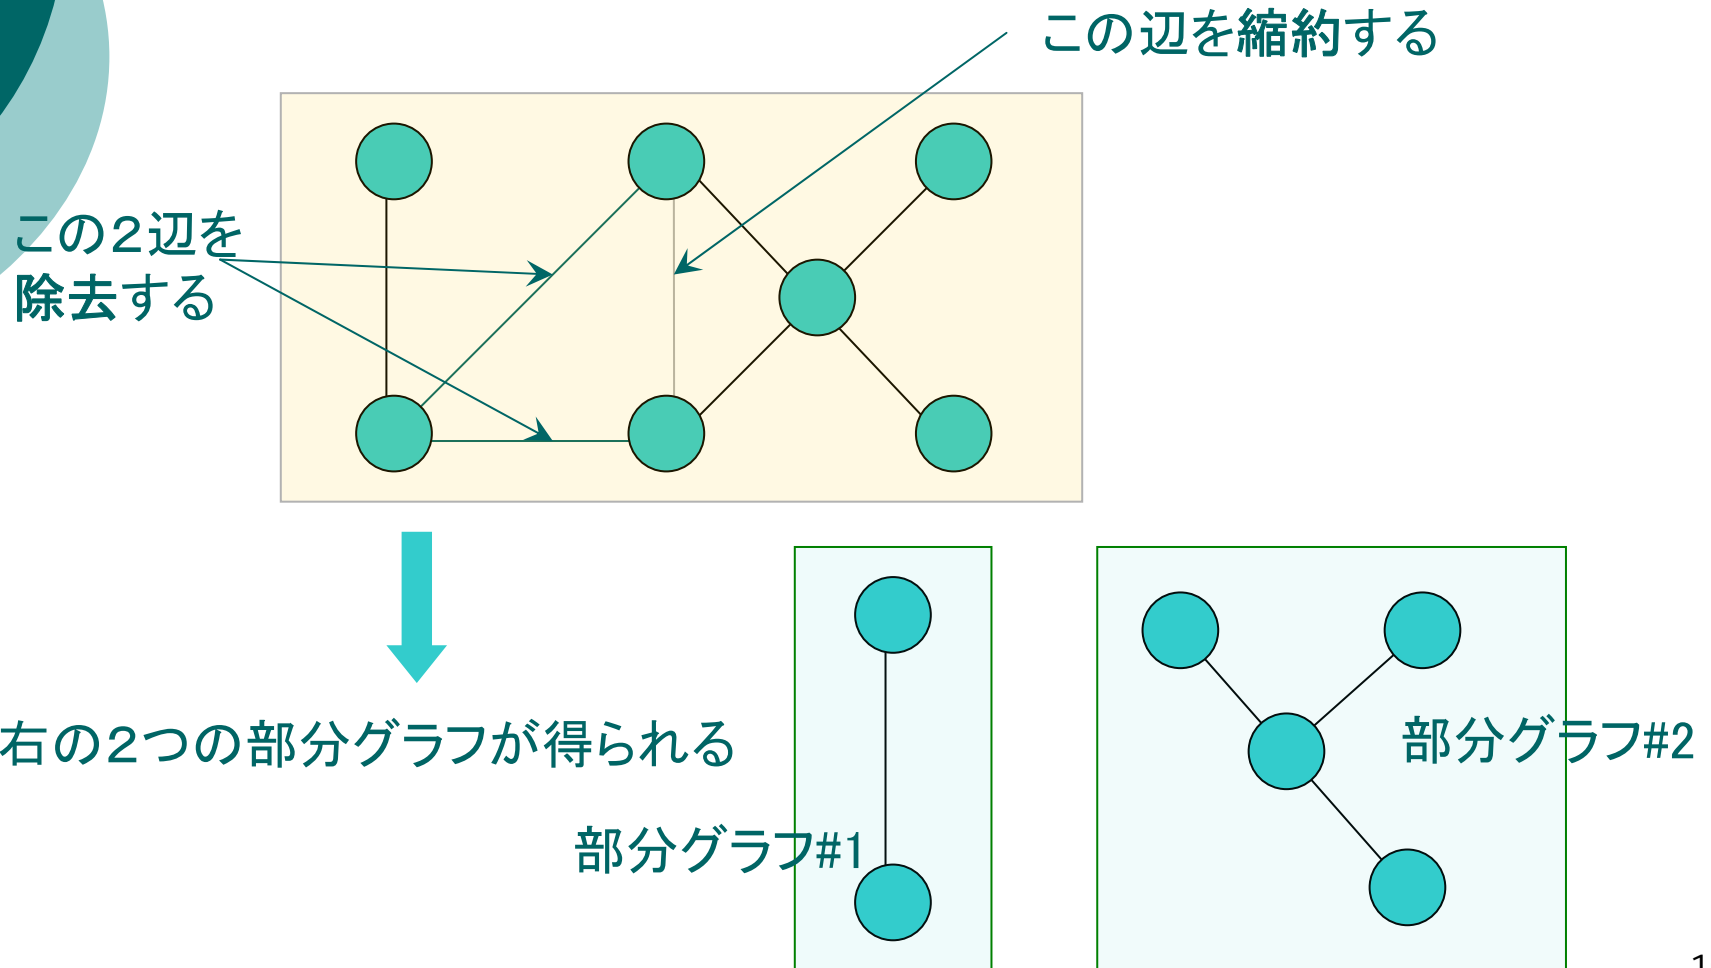 この辺を縮約する
この２辺を
除去する
右の２つの部分グラフが得られる
部分グラフ#2
部分グラフ#1
1